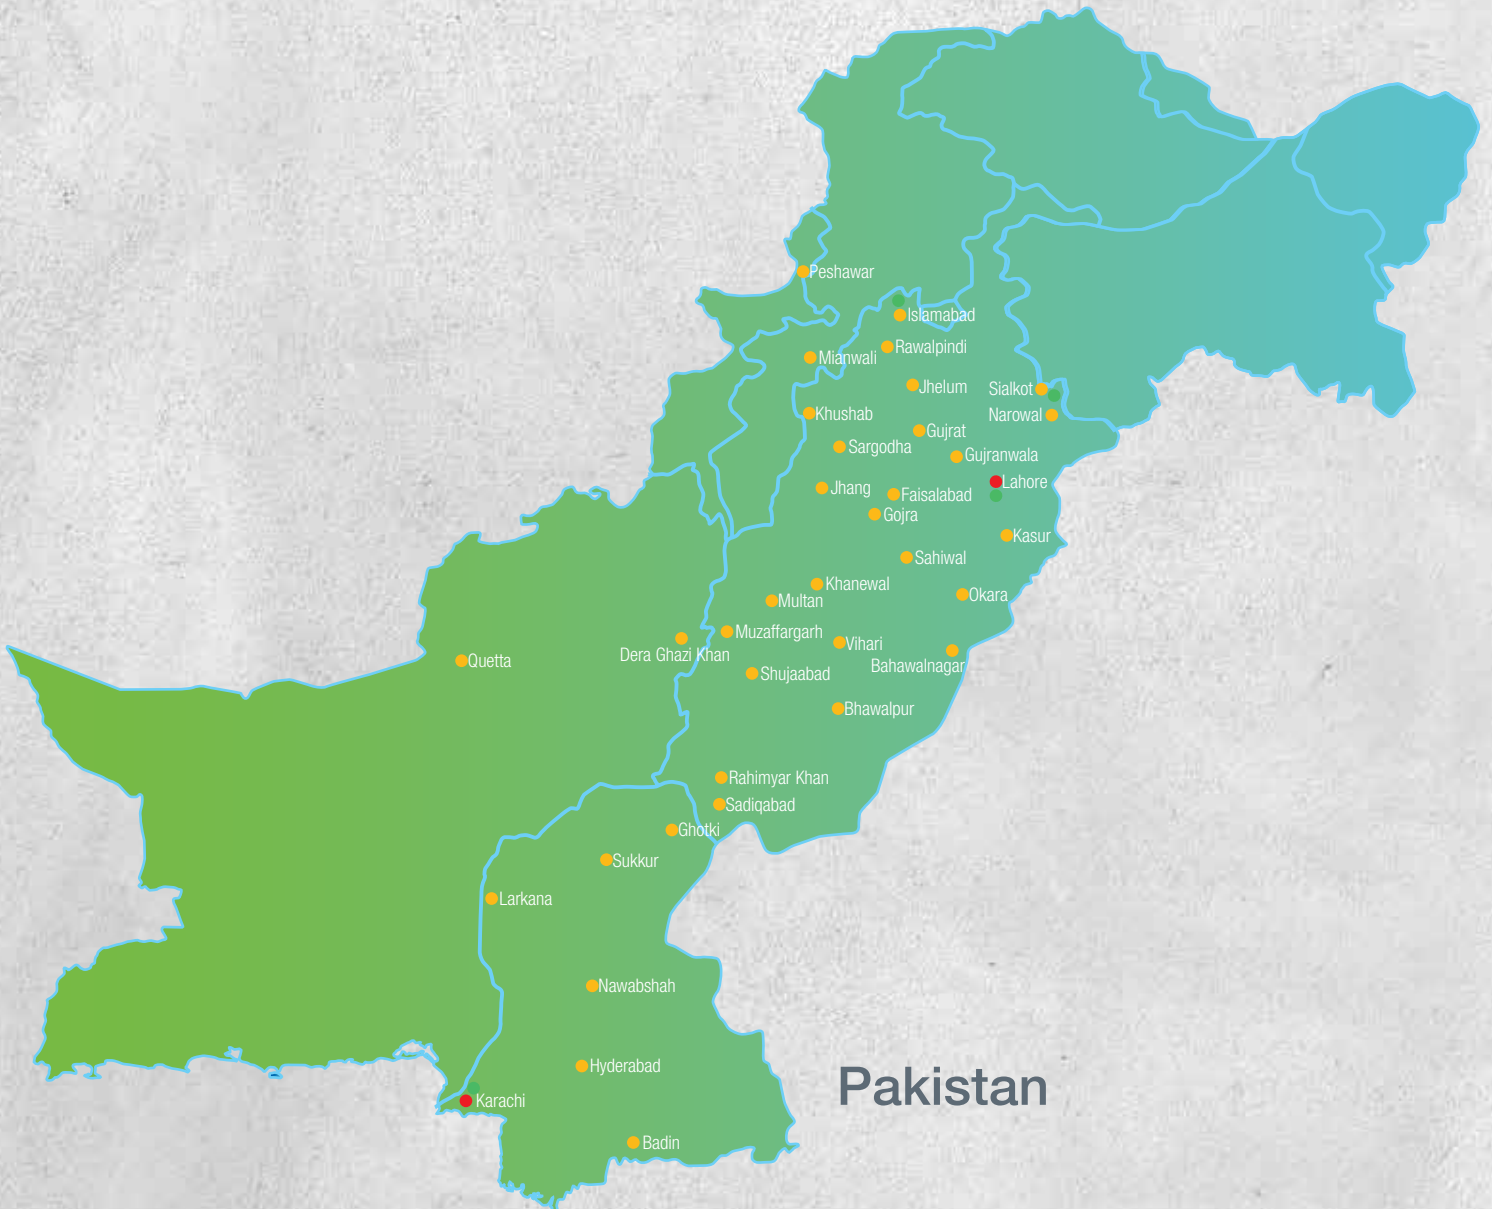 Peshawar
Islamabad
Rawalpindi
Mianwali
Jhelum
Sialkot
Khushab
Narowal
Gujrat
Sargodha
Gujranwala
Lahore
Jhang
Faisalabad
Gojra
Kasur
Sahiwal
Khanewal
Okara
Multan
Muzaffargarh
Vihari
Dera Ghazi Khan
Quetta
Bahawalnagar
Shujaabad
Bhawalpur
Rahimyar Khan
Sadiqabad
Ghotki
Sukkur
Larkana
Nawabshah
Hyderabad
Pakistan
Karachi
Badin